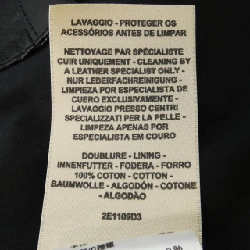 LAVAGGIO - PROTEGER OS
ACESSÓRIOS ANTES DE LIMPAR
NETTOYAGE PAR SPÉCIALISTE
CUIR UNIQUEMENT - CLEANING BY
A LEATHER SPECIALIST ONLY -
NUR LEDERFACHREINIGUNG -
LIMPIEZA POR ESPECIALISTA DE
CUERO EXCLUSIVAMENTE -
LAVAGGIO PRESSO CENTRI
SPECIALIZZATI PER LA PELLE -
LIMPEZA APENAS POR
ESPECIALISTA EM COURO
DOUBLURE - LINING -
INNENFUTTER - FODERA - FORRO
100% COTON - COTTON -
BAUMWOLLE - ALGODÓN - COTONE
- ALGODÃO
2E1106D3